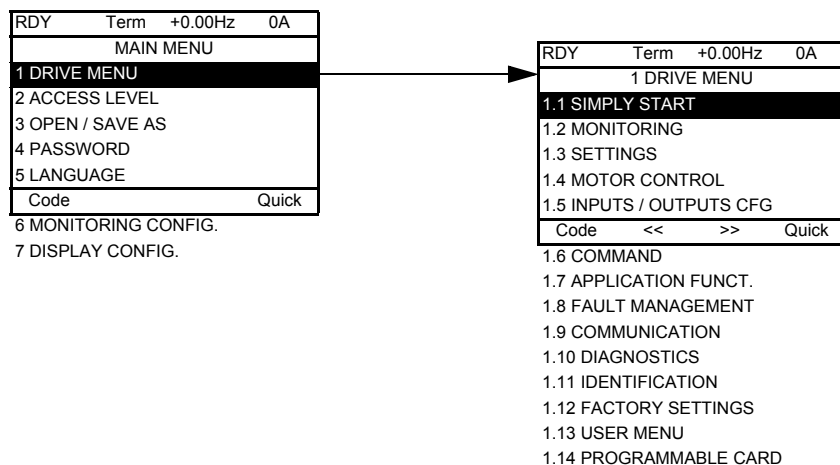 RDY Term +0.00Hz 0A
MAIN MENU
1 DRIVE MENU
2 ACCESS LEVEL
3 OPEN / SAVE AS
4 PASSWORD
5 LANGUAGE
Code Quick
6 MONITORING CONFIG.
7 DISPLAY CONFIG.
RDY Term +0.00Hz 0A
1 DRIVE MENU
1.1 SIMPLY START
1.2 MONITORING
1.3 SETTINGS
1.4 MOTOR CONTROL
1.5 INPUTS / OUTPUTS CFG
Code << >> Quick
1.6 COMMAND
1.7 APPLICATION FUNCT.
1.8 FAULT MANAGEMENT
1.9 COMMUNICATION
1.10 DIAGNOSTICS
1.11 IDENTIFICATION
1.12 FACTORY SETTINGS
1.13 USER MENU
1.14 PROGRAMMABLE CARD